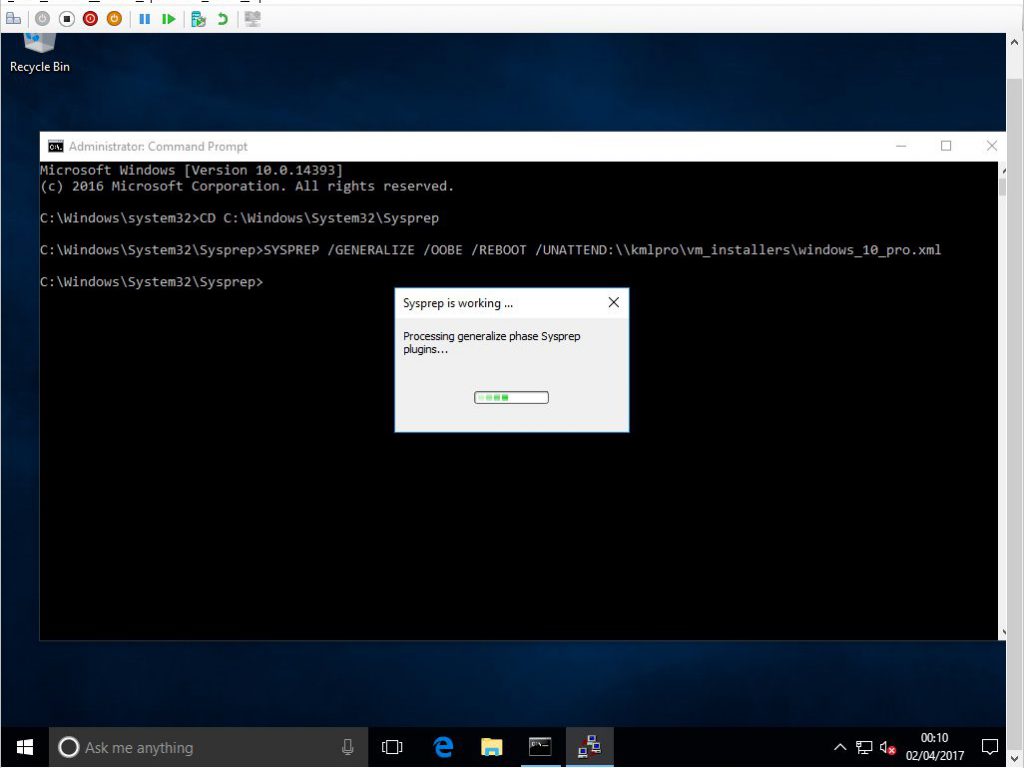 Recycle Bin
Administrator: Command Prompt
Microsoft Windows [Version 10.0.14393]
(c) 2016 Microsoft Corporation. All rights reserved.
C:\Windows\system32>CD C:\Windows\System32\Sysprep
C:\Windows\System32\Sysprep>SYSPREP /GENERALIZE /OOBE /REBOOT /UNATTEND:\\kmlpro\vm_installers\windows_10_pro.xml
C:\Windows\System32\Sysprep>
Sysprep is working ...
Processing generalize phase Sysprep
plugins...
Ask me anything
00:10
02/04/2017